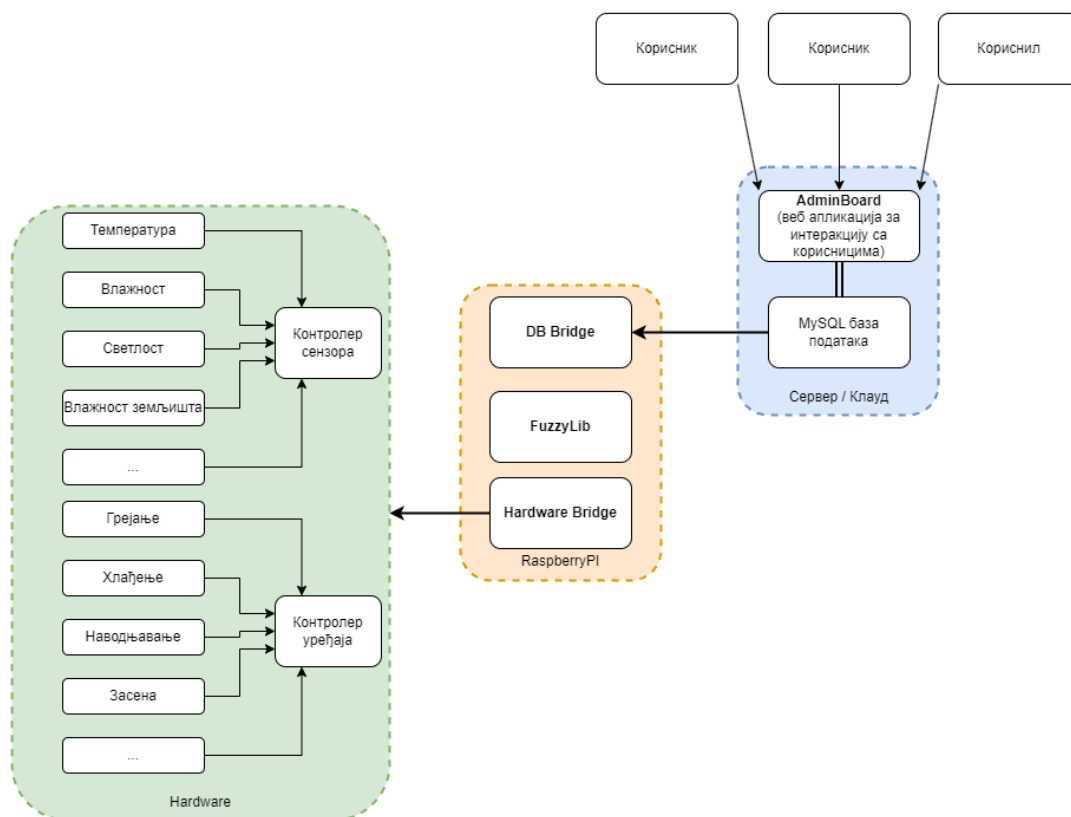 Корисник
Корисник
Кориснил
AdminBoard
(веб апликација за
интеракцију са
корисницима)
MySQL база
података
Сервер / Клауд
DB Bridge
FuzzyLib
Hardware Bridge
RaspberryPI
Температура
Влажност
Светлост
Влажност земљишта
...
Контролер
сензора
Грејање
Хлађење
Наводњавање
Засена
...
Контролер
уређаја
Hardware